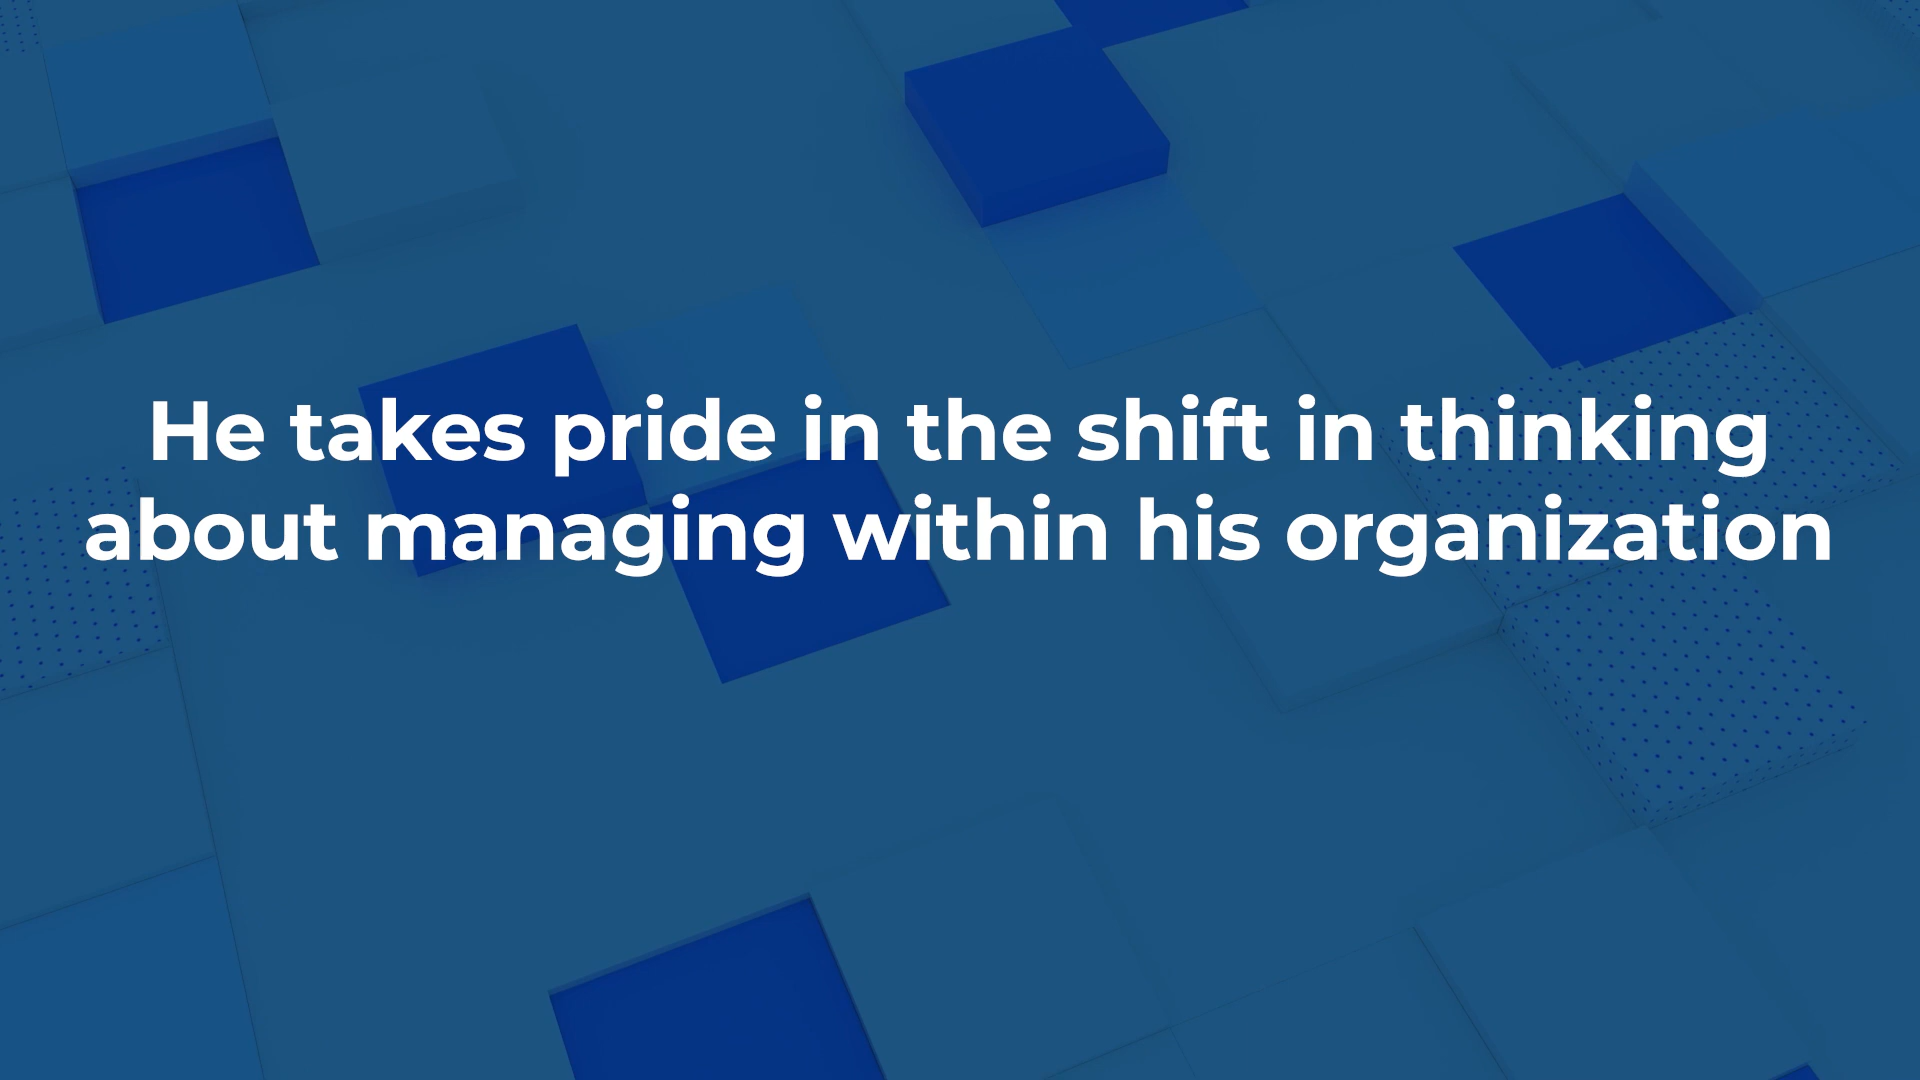 He takes pride in the shift in thinking
about managing within his organization